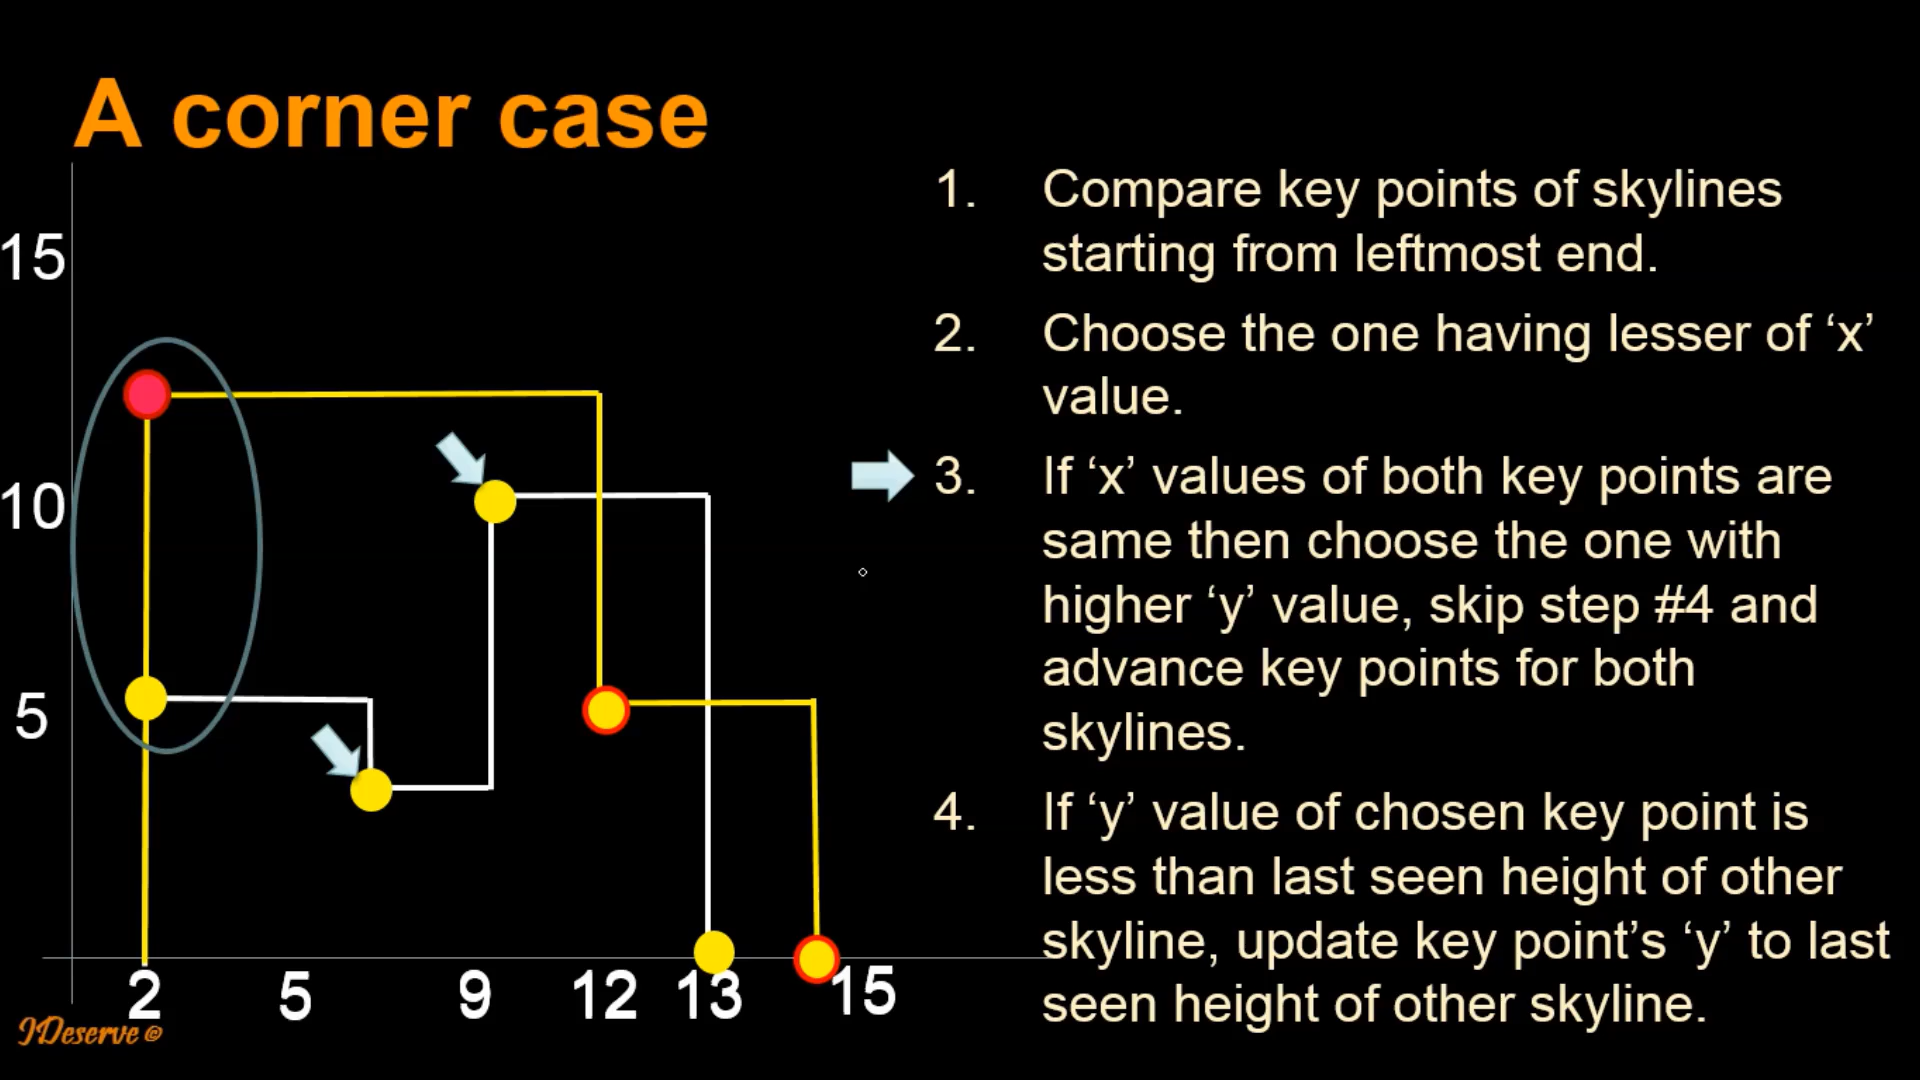 A corner case
15
10
5
2 5 9 12 13 15
1. Compare key points of skylines
starting from leftmost end.
2. Choose the one having lesser of ‘x’
value.
3. If ‘x’ values of both key points are
same then choose the one with
higher ‘y’ value, skip step #4 and
advance key points for both
skylines.
4. If ‘y’ value of chosen key point is
less than last seen height of other
skyline, update key point’s ‘y’ to last
seen height of other skyline.
IDeserve ©